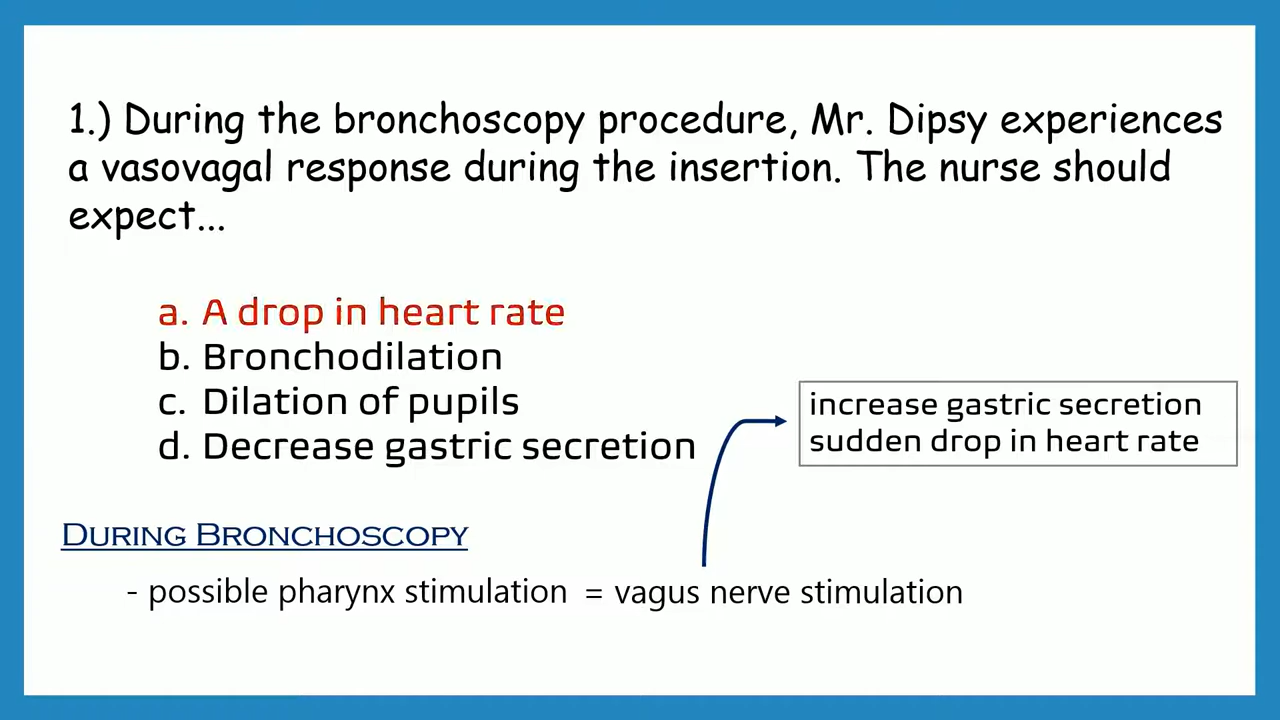 1.) During the bronchoscopy procedure, Mr. Dipsy experiences
a vasovagal response during the insertion. The nurse should
expect...
a. A drop in heart rate
b. Bronchodilation
c. Dilation of pupils
d. Decrease gastric secretion
increase gastric secretion
sudden drop in heart rate
During Bronchoscopy
- possible pharynx stimulation = vagus nerve stimulation